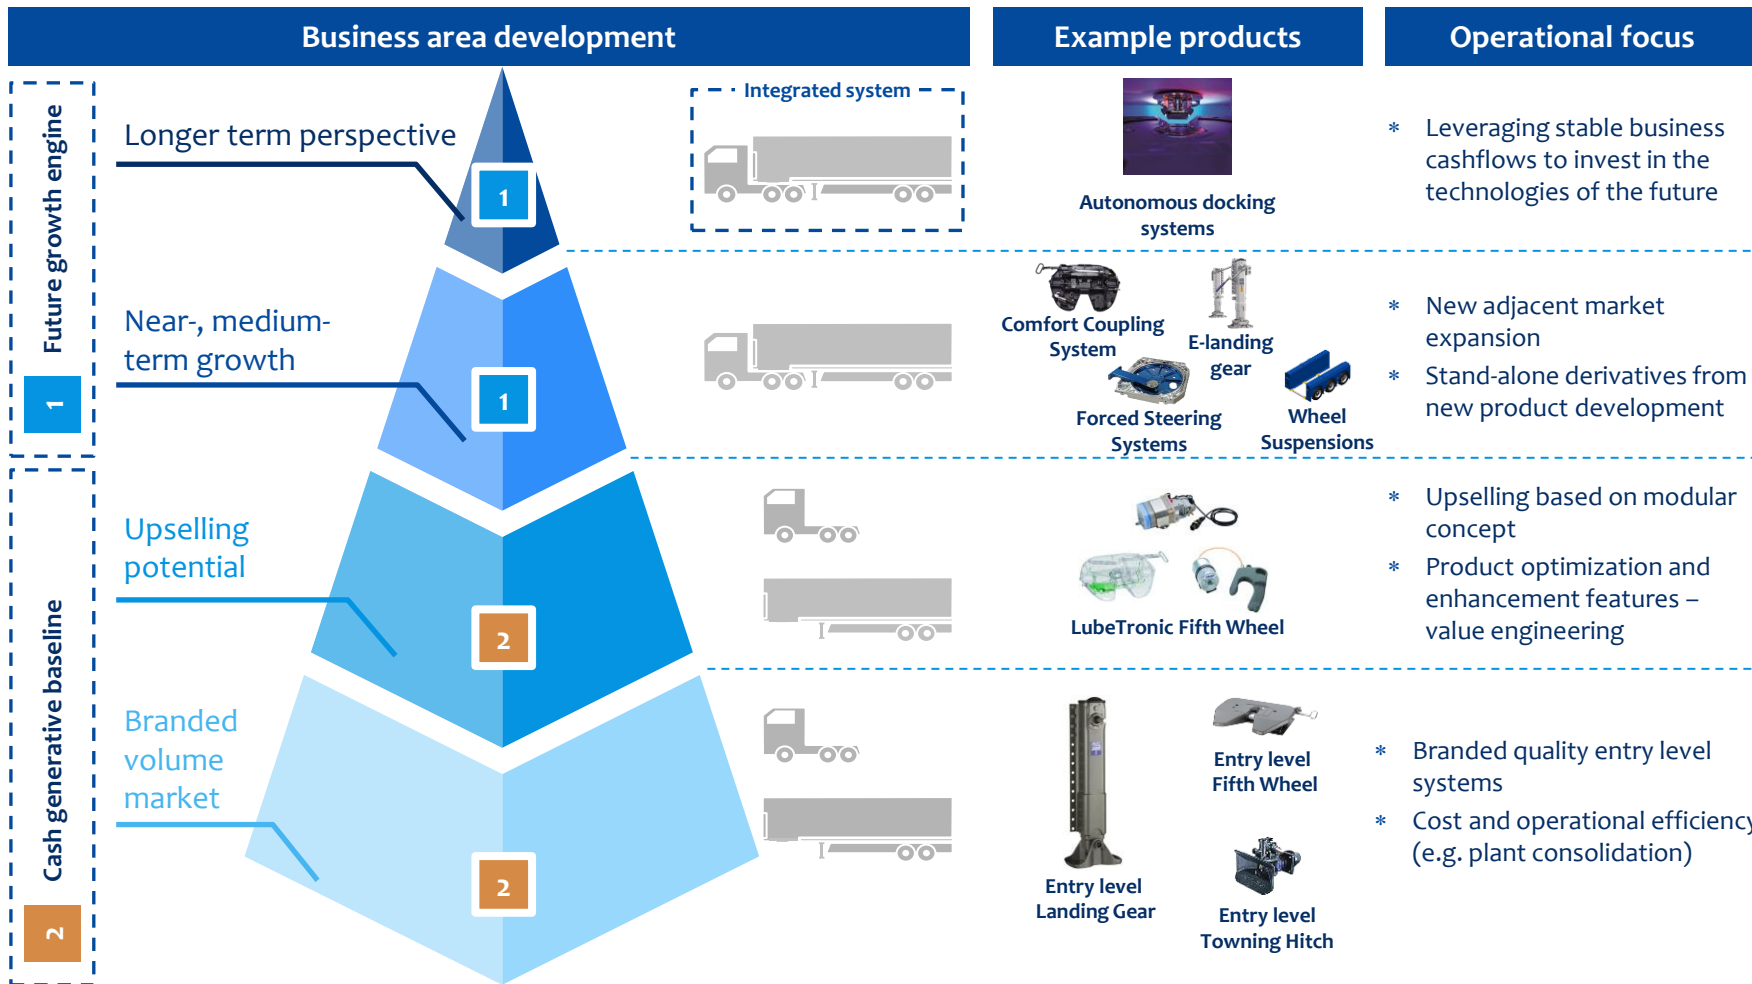 Business area development
Example products
Operational focus
Future growth engine
1
Longer term perspective
1
Integrated system
Autonomous docking
systems
* Leveraging stable business
cashflows to invest in the
technologies of the future
Near-, medium-
term growth
1
Comfort Coupling
System
E-landing
gear
Forced Steering
Systems
Wheel
Suspensions
* New adjacent market
expansion
* Stand-alone derivatives from
new product development
Cash generative baseline
2
Upselling
potential
2
LubeTronic Fifth Wheel
* Upselling based on modular
concept
* Product optimization and
enhancement features –
value engineering
Branded
volume
market
2
Entry level
Landing Gear
Entry level
Fifth Wheel
Entry level
Towning Hitch
* Branded quality entry level
systems
* Cost and operational efficiency
(e.g. plant consolidation)